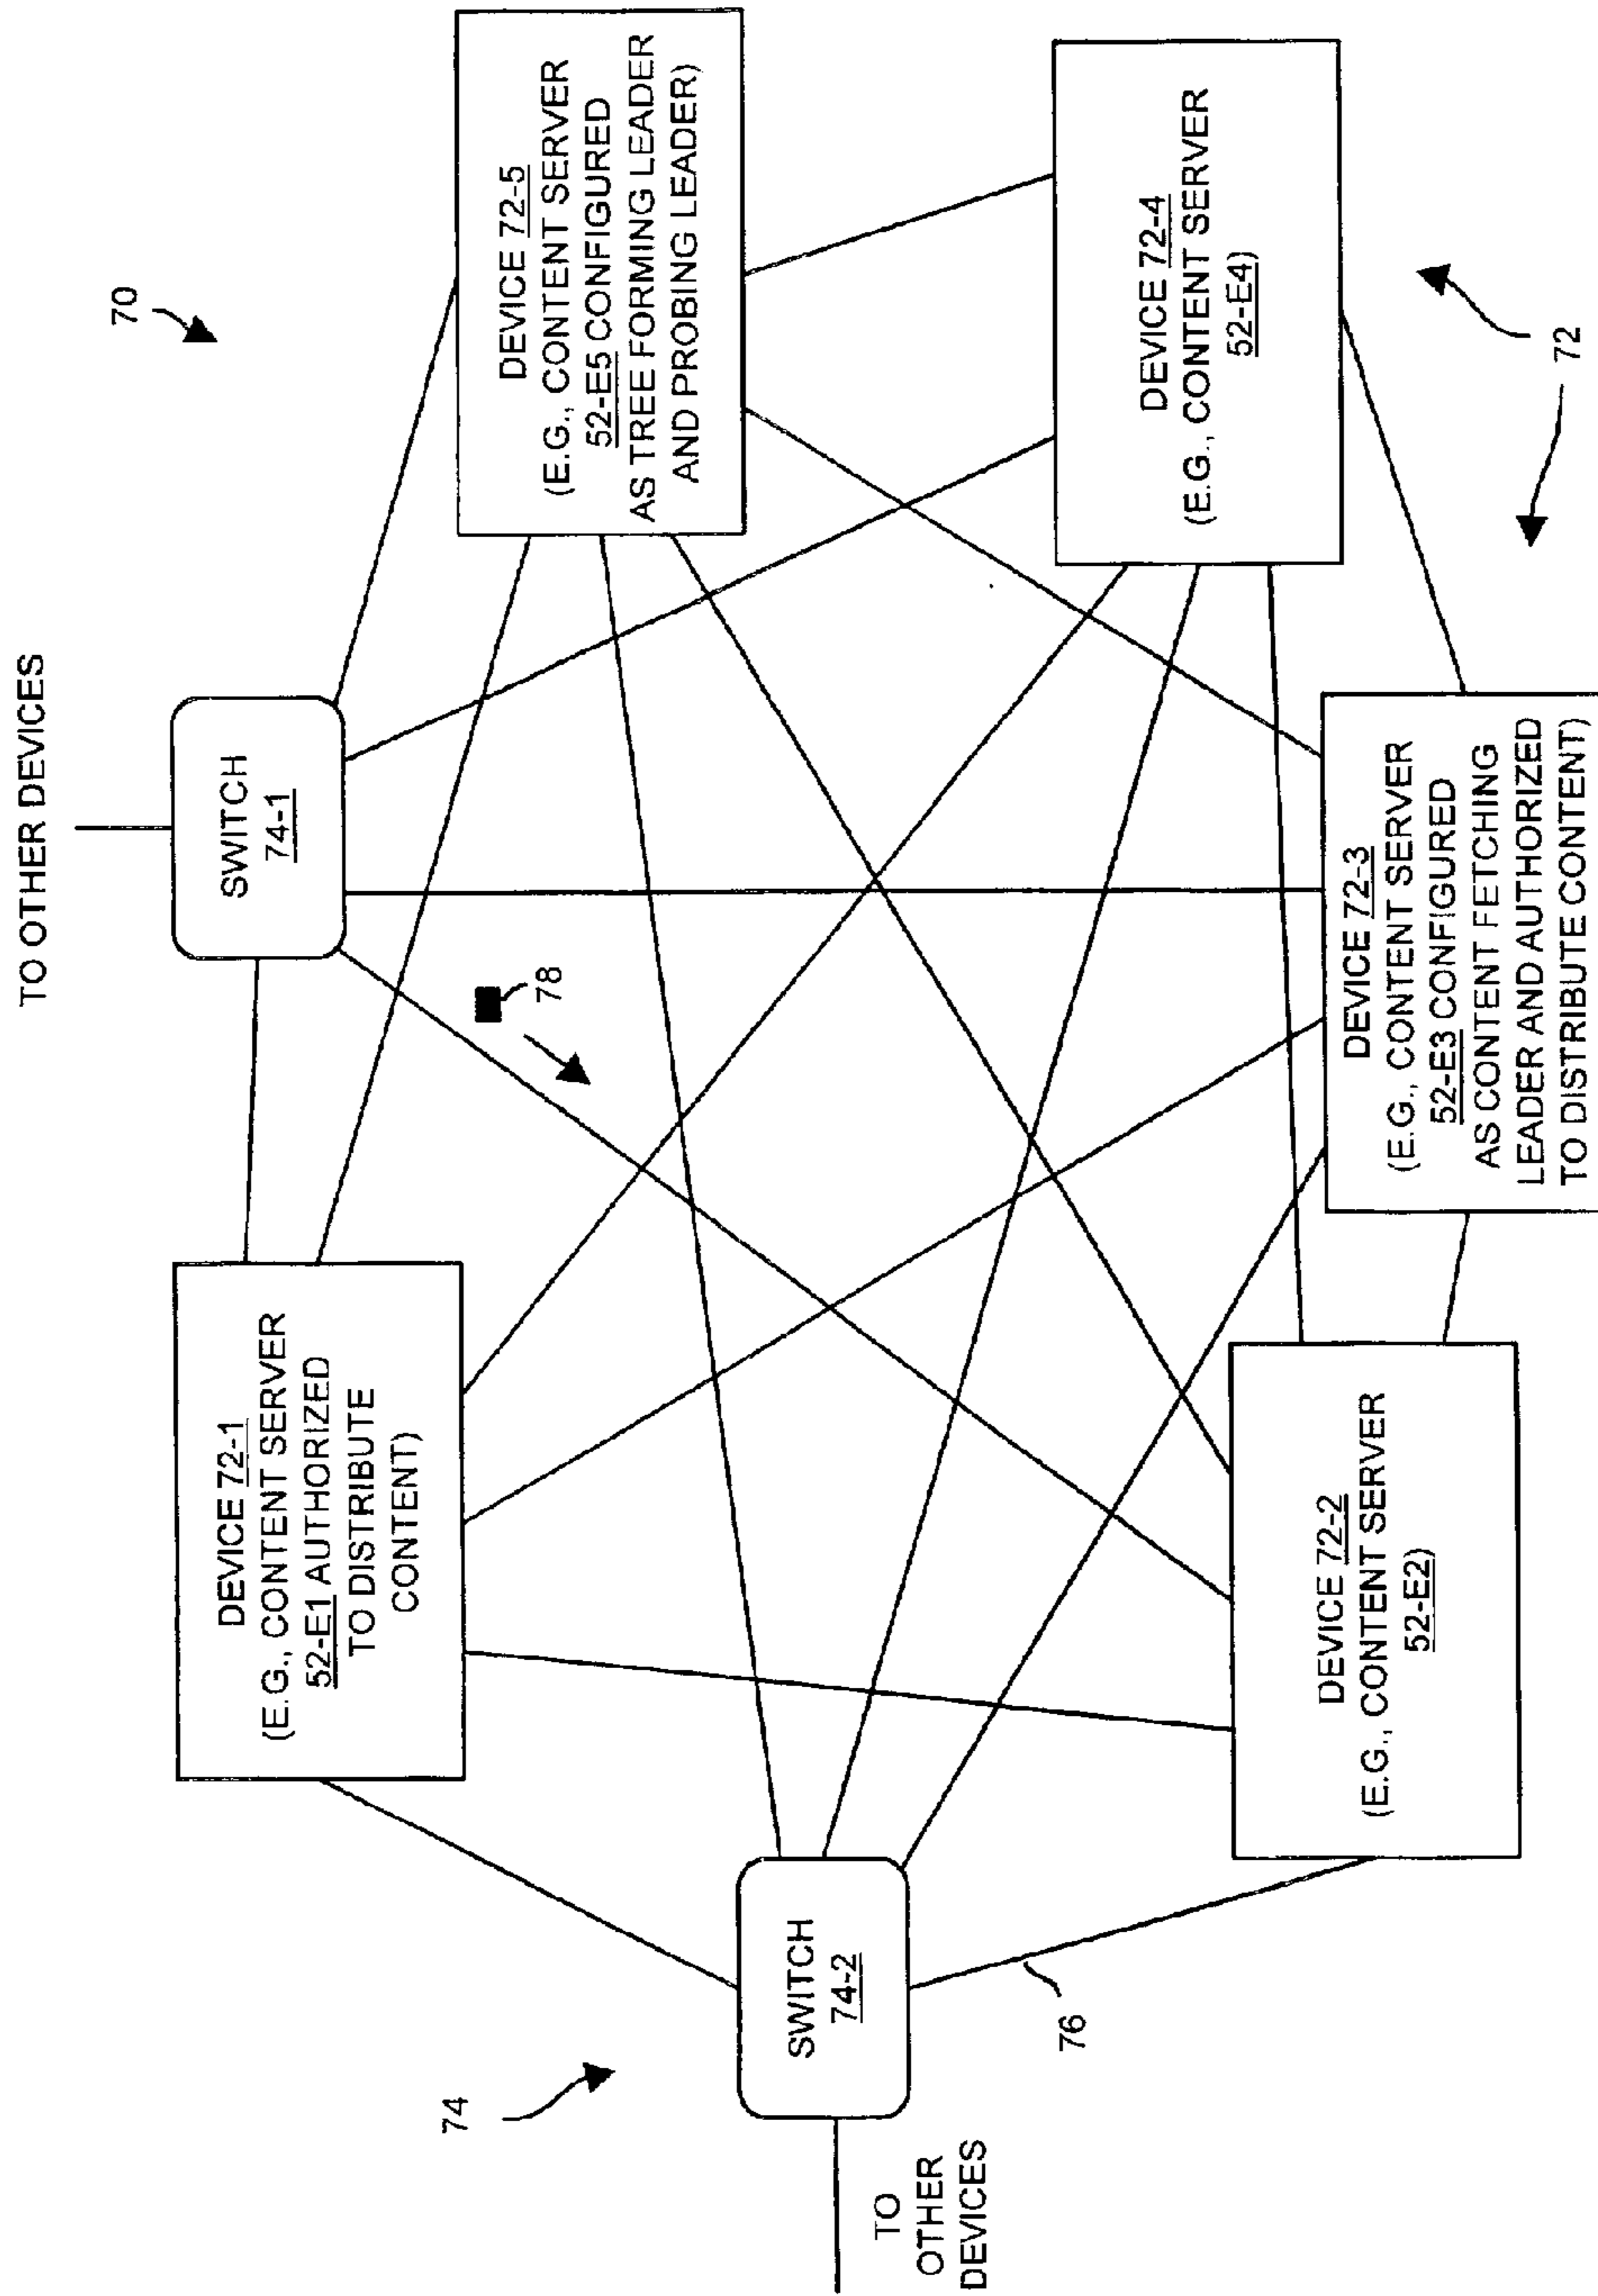 70
TO OTHER DEVICES
SWITCH
74-1
DEVICE 72-5
(E.G., CONTENT SERVER
52-E5 CONFIGURED
AS TREE FORMING LEADER
AND PROBING LEADER)
DEVICE 72-1
(E.G., CONTENT SERVER
52-E1 AUTHORIZED
TO DISTRIBUTE
CONTENT)
78
74
SWITCH
74-2
TO
OTHER
DEVICES
76
DEVICE 72-4
(E.G., CONTENT SERVER
52-E4)
DEVICE 72-2
(E.G., CONTENT SERVER
52-E2)
DEVICE 72-3
(E.G., CONTENT SERVER
52-E3 CONFIGURED
AS CONTENT FETCHING
LEADER AND AUTHORIZED
TO DISTRIBUTE CONTENT)
72